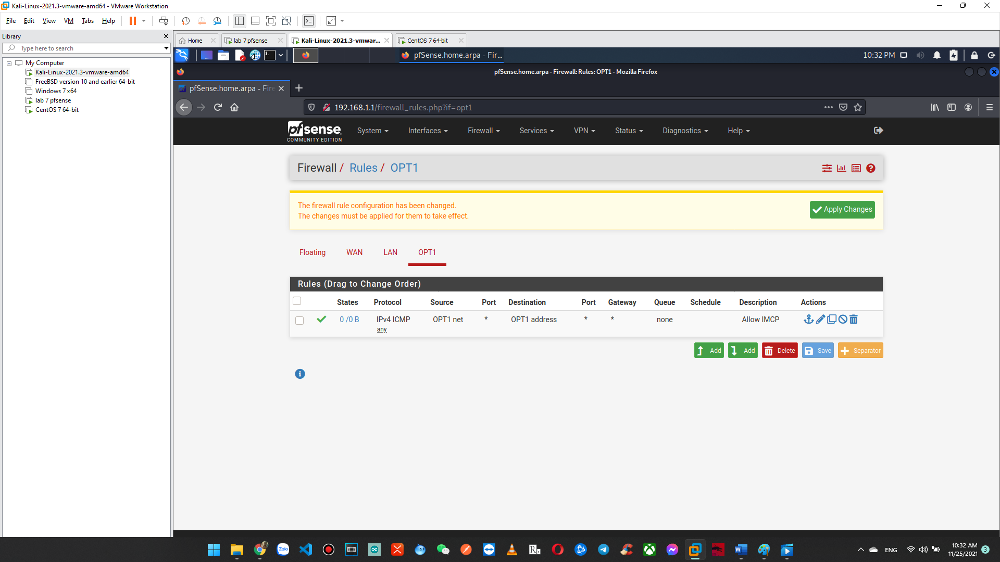 Kali-Linux-2021.3-vmware-amd64 - VMware Workstation
File Edit View VM Tabs Help
Library
Type here to search
My Computer
Kali-Linux-2021.3-vmware-amd64
FreeBSD version 10 and earlier 64-bit
Windows 7 x64
lab 7 pfsense
CentOS 7 64-bit
Home
lab 7 pfsense
Kali-Linux-2021.3-vmwar...
CentOS 7 64-bit
pfSense.home.arpa - Fir...
10:32 PM
pfSense.home.arpa - Firewall: Rules: OPT1 - Mozilla Firefox
pfSense.home.arpa - Fire
192.168.1.1/firewall_rules.php?if=opt1
pfsense
COMMUNITY EDITION
System Interfaces Firewall Services VPN Status Diagnostics Help
Firewall / Rules / OPT1
The firewall rule configuration has been changed.
The changes must be applied for them to take effect.
Apply Changes
Floating WAN LAN OPT1
Rules (Drag to Change Order)
States Protocol Source Port Destination Port Gateway Queue Schedule Description Actions
0 /0 B IPv4 ICMP OPT1 net * OPT1 address * * none Allow IMCP
any
Add Add Delete Save Separator
Zalo
ENG
10:32 AM
11/25/2021
3